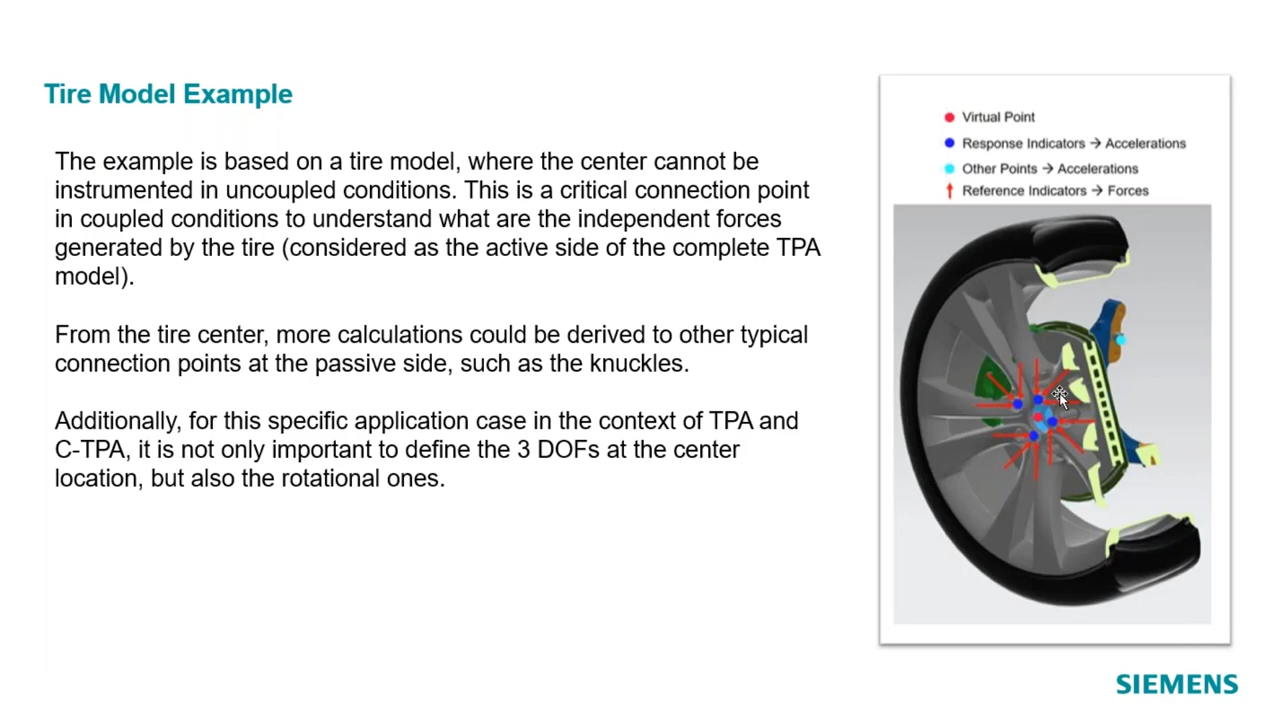 Tire Model Example
The example is based on a tire model, where the center cannot be
instrumented in uncoupled conditions. This is a critical connection point
in coupled conditions to understand what are the independent forces
generated by the tire (considered as the active side of the complete TPA
model).
From the tire center, more calculations could be derived to other typical
connection points at the passive side, such as the knuckles.
Additionally, for this specific application case in the context of TPA and
C-TPA, it is not only important to define the 3 DOFs at the center
location, but also the rotational ones.
Virtual Point
Response Indicators → Accelerations
Other Points → Accelerations
Reference Indicators → Forces
SIEMENS